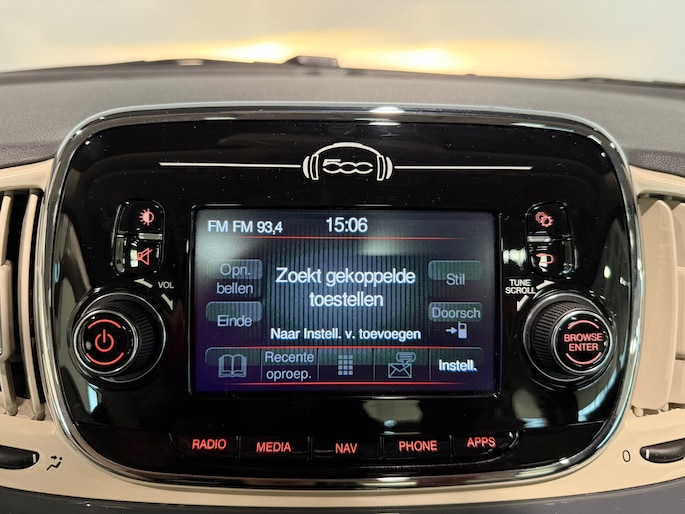 500
FM FM 93,4 15:06
Opn.
bellen
Zoekt gekoppelde
toestellen
Stil
Einde
Doorsch
Naar Instell. v. toevoegen
Recente
oproep.
Instell.
VOL
TUNE
SCROLL
BROWSE
ENTER
RADIO MEDIA NAV PHONE APPS
0